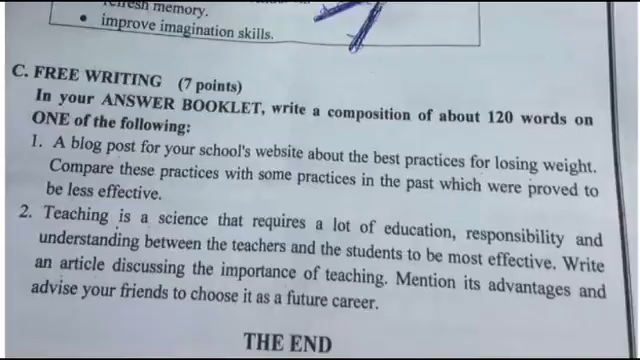 refresh memory.
• improve imagination skills.
C. FREE WRITING (7 points)
In your ANSWER BOOKLET, write a composition of about 120 words on
ONE of the following:
1. A blog post for your school's website about the best practices for losing weight.
Compare these practices with some practices in the past which were proved to
be less effective.
2. Teaching is a science that requires a lot of education, responsibility and
understanding between the teachers and the students to be most effective. Write
an article discussing the importance of teaching. Mention its advantages and
advise your friends to choose it as a future career.
THE END